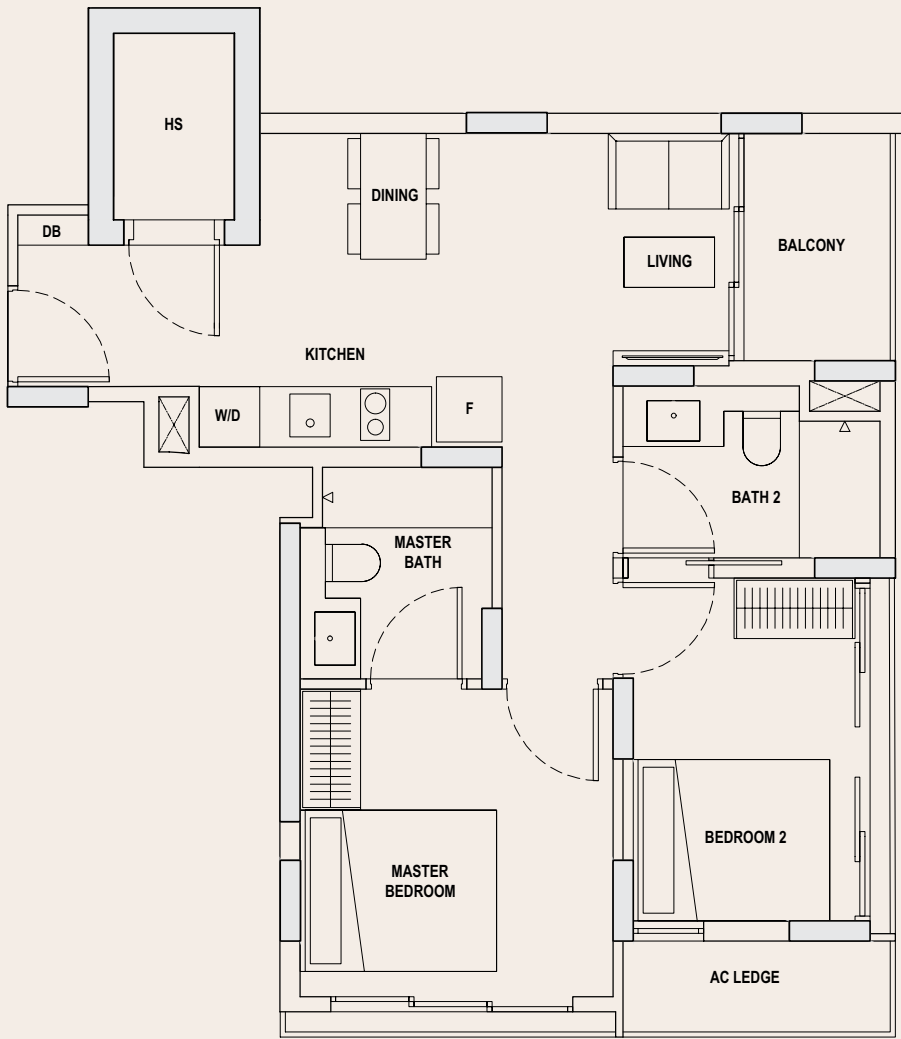 HS
DINING
DB
BALCONY
LIVING
KITCHEN
W/D
F
BATH 2
MASTER
BATH
BEDROOM 2
MASTER
BEDROOM
AC LEDGE